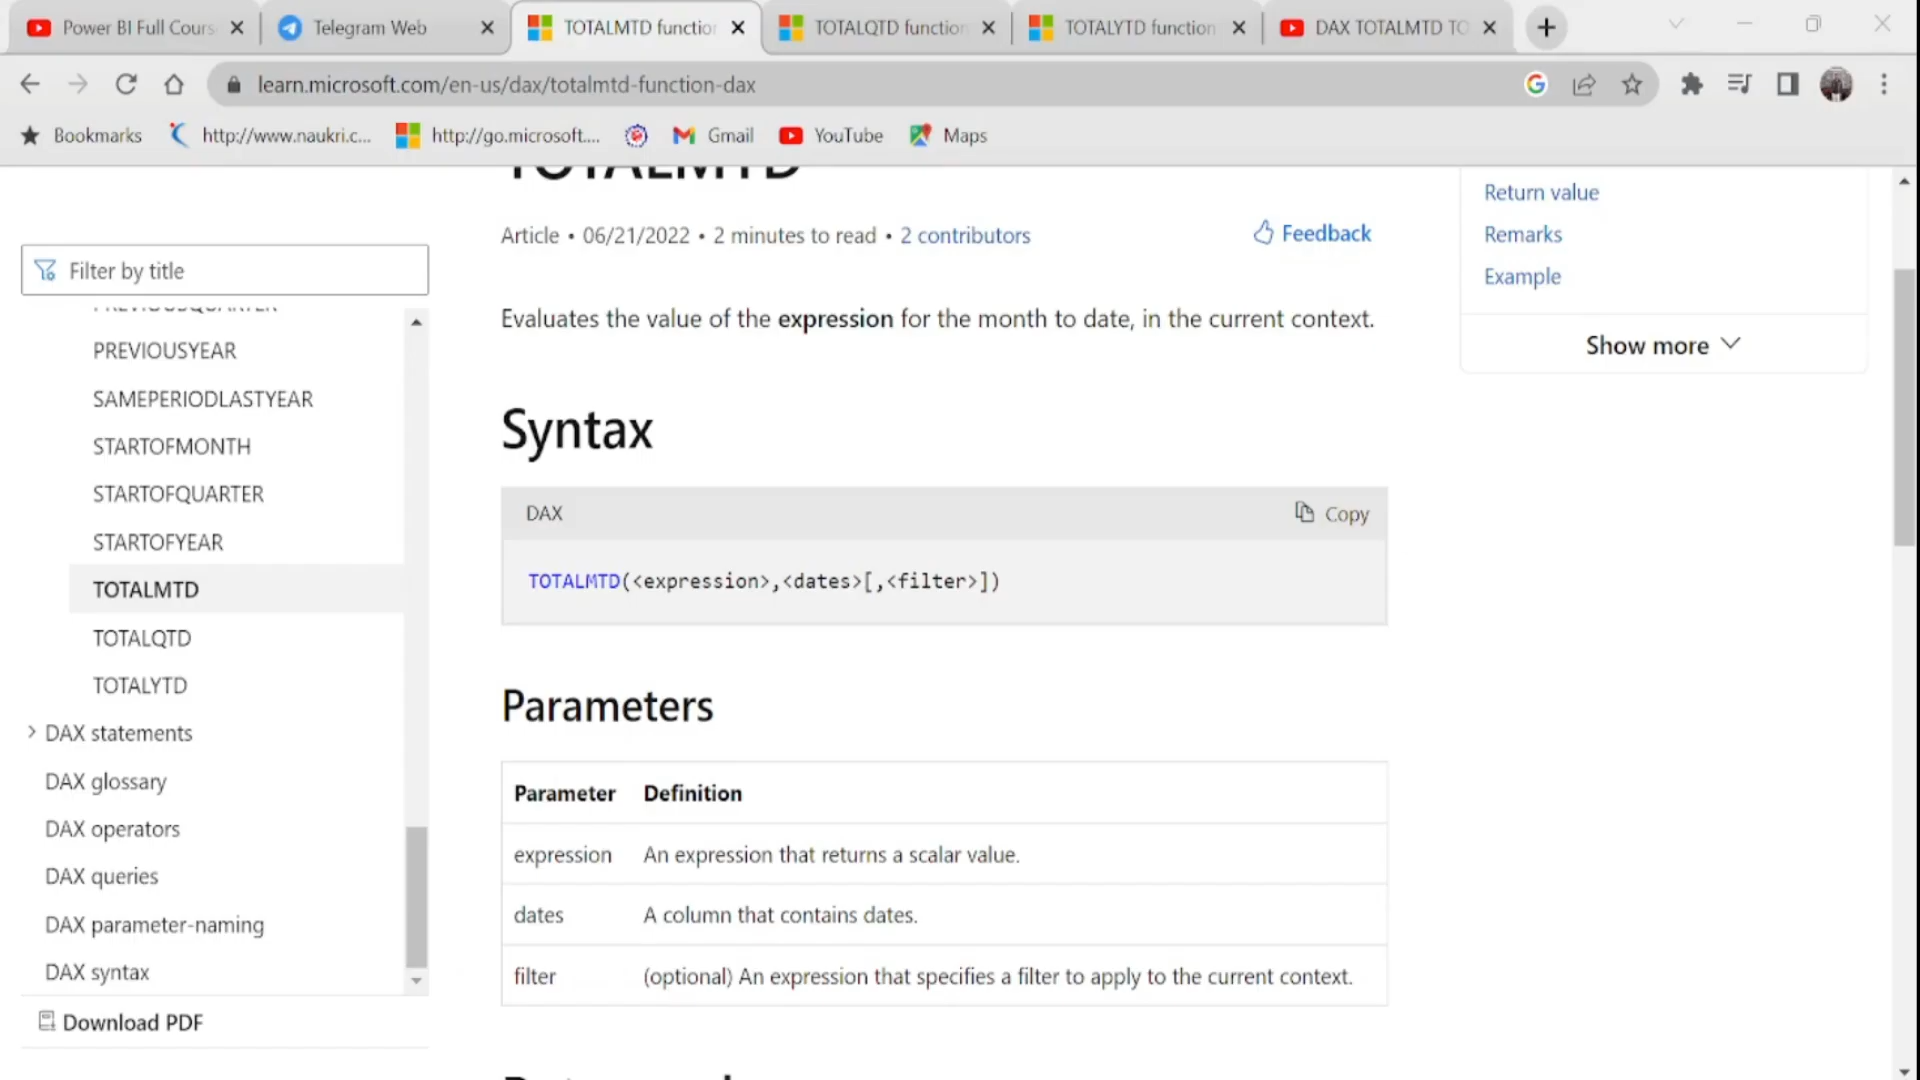 Power BI Full Cours
Telegram Web
TOTALMTD function
TOTALQTD function
TOTALYTD function
DAX TOTALMTD TO
learn.microsoft.com/en-us/dax/totalmtd-function-dax
Bookmarks
http://www.naukri.c...
http://go.microsoft....
Gmail
YouTube
Maps
TOTALMTD
Article • 06/21/2022 • 2 minutes to read • 2 contributors
Feedback
Return value
Remarks
Example
Show more
Filter by title
PREVIOUSQUARTER
PREVIOUSYEAR
SAMEPERIODLASTYEAR
STARTOFMONTH
STARTOFQUARTER
STARTOFYEAR
TOTALMTD
TOTALQTD
TOTALYTD
DAX statements
DAX glossary
DAX operators
DAX queries
DAX parameter-naming
DAX syntax
Download PDF
Evaluates the value of the expression for the month to date, in the current context.
Syntax
DAX
Copy
TOTALMTD(<expression>,<dates>[,<filter>])
Parameters
Parameter Definition
expression An expression that returns a scalar value.
dates A column that contains dates.
filter (optional) An expression that specifies a filter to apply to the current context.